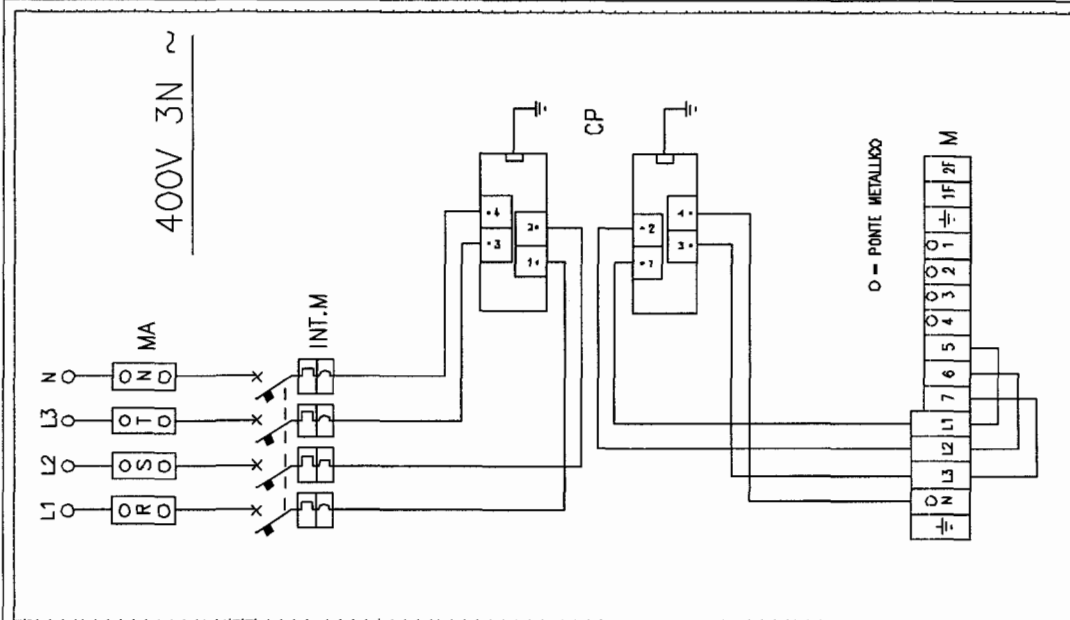 400V 3N ~
L1 L2 L3 N
R S T N
MA
INT.M
CP
3 4
1 2
1 2
3 4
O = PONTE METALLICO
M
⏚ N L3 L2 L1 7 6 5 4 3 2 1 ⏚ 1F 2F